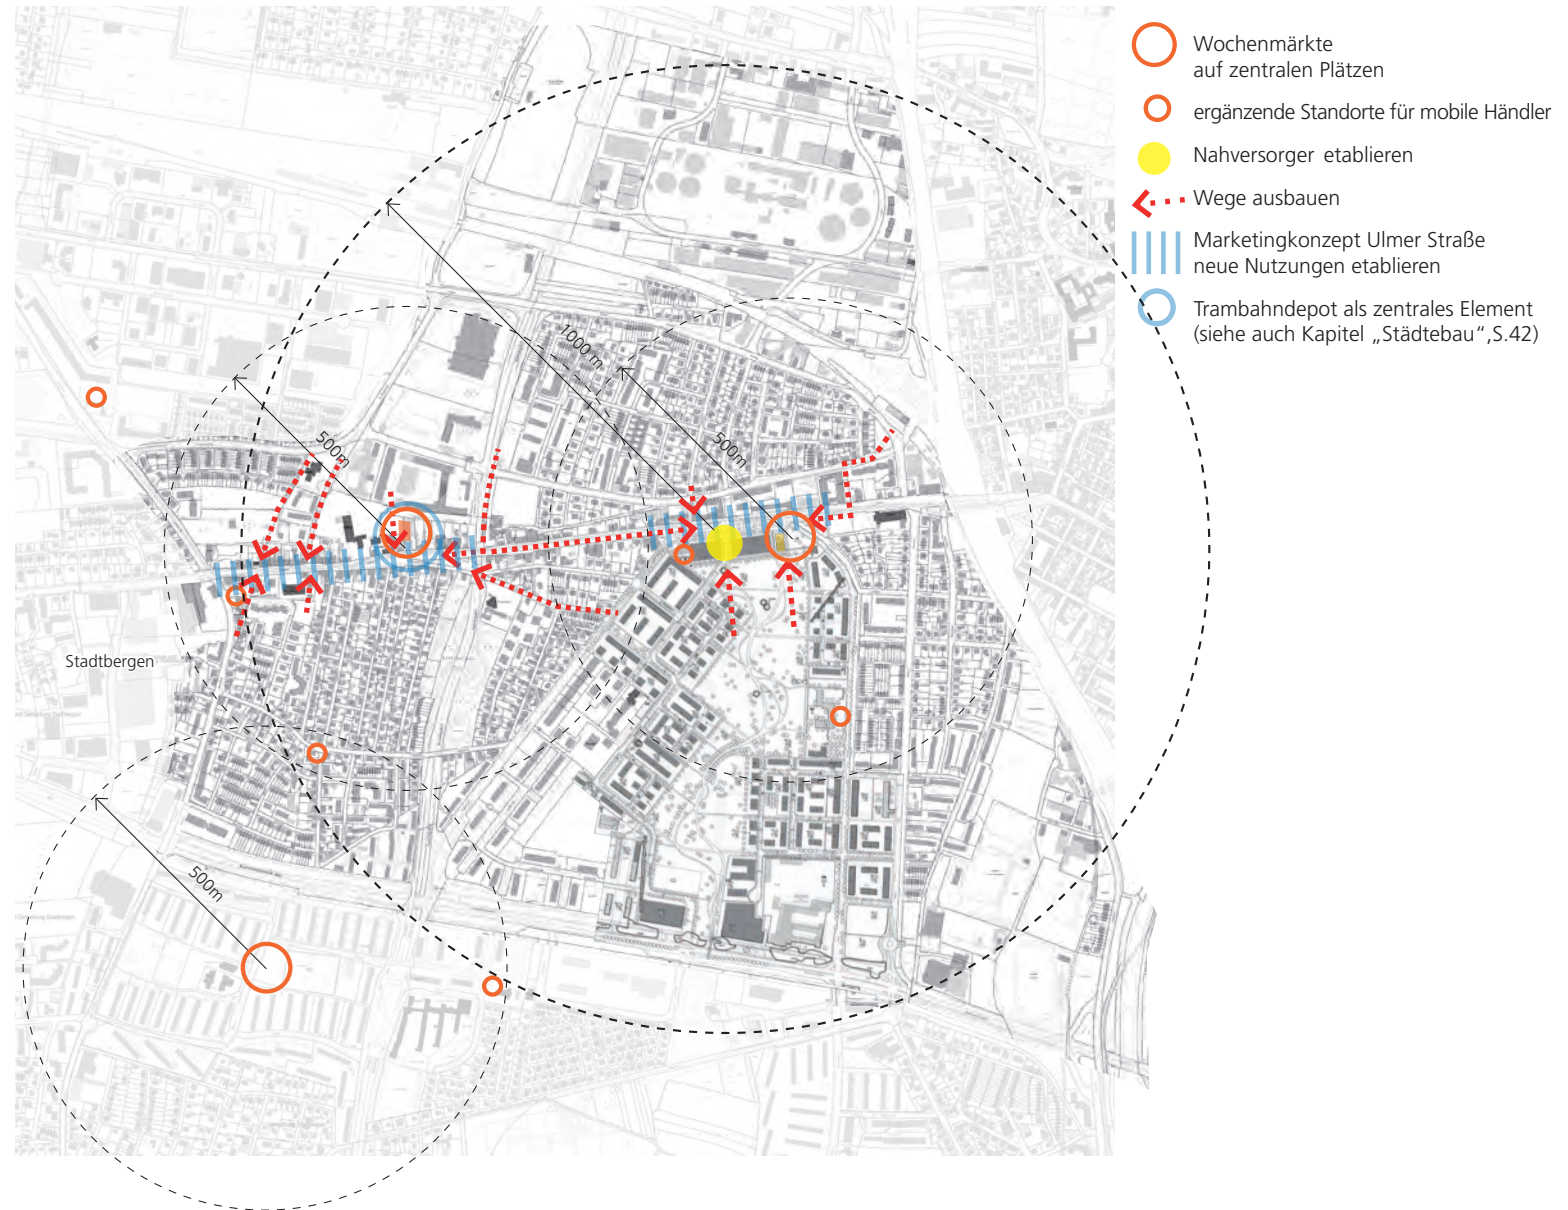 Wochenmärkte
auf zentralen Plätzen
ergänzende Standorte für mobile Händler
Nahversorger etablieren
Wege ausbauen
Marketingkonzept Ulmer Straße
neue Nutzungen etablieren
Trambahndepot als zentrales Element
(siehe auch Kapitel „Städtebau“,S.42)
1000 m
500m
500m
Stadtbergen
500m